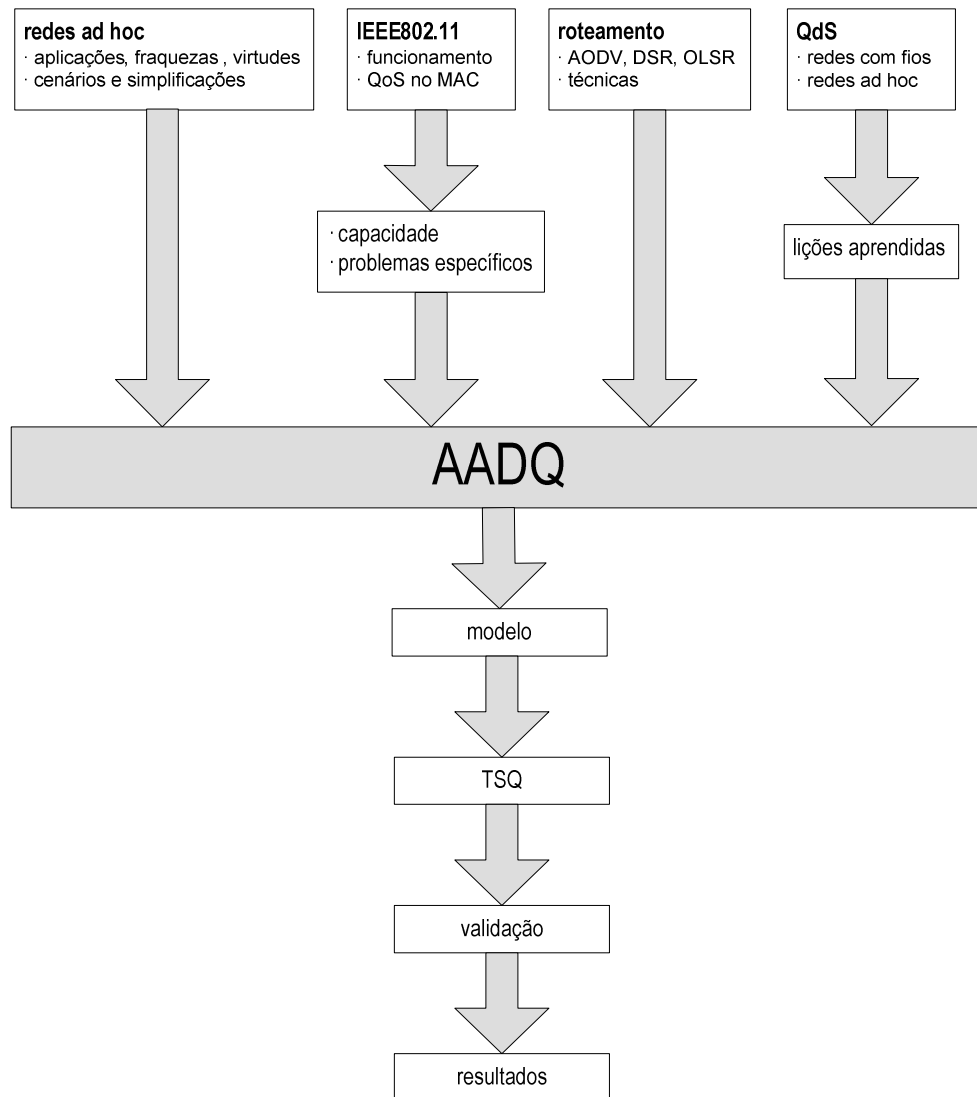 redes ad hoc
· aplicações, fraquezas , virtudes
· cenários e simplificações
IEEE802.11
· funcionamento
· QoS no MAC
roteamento
· AODV, DSR, OLSR
· técnicas
QdS
· redes com fios
· redes ad hoc
· capacidade
· problemas específicos
lições aprendidas
AADQ
modelo
TSQ
validação
resultados